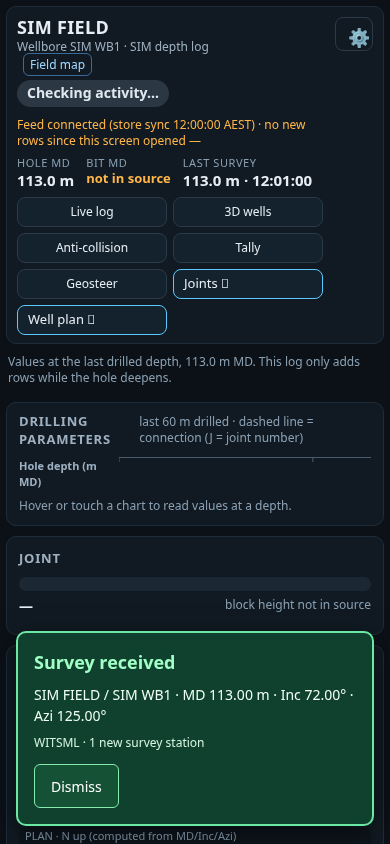 SIM FIELD
Wellbore SIM WB1 · SIM depth log
Field map
Checking activity...
Feed connected (store sync 12:00:00 AEST) · no new
rows since this screen opened —
HOLE MD BIT MD LAST SURVEY
113.0 m not in source 113.0 m · 12:01:00
Live log 3D wells
Anti-collision Tally
Geosteer Joints
Well plan
Values at the last drilled depth, 113.0 m MD. This log only adds
rows while the hole deepens.
DRILLING
PARAMETERS
last 60 m drilled · dashed line =
connection (J = joint number)
Hole depth (m
MD)
Hover or touch a chart to read values at a depth.
JOINT
— block height not in source
Survey received
SIM FIELD / SIM WB1 · MD 113.00 m · Inc 72.00° ·
Azi 125.00°
WITSML · 1 new survey station
Dismiss
PLAN · N up (computed from MD/Inc/Azi)